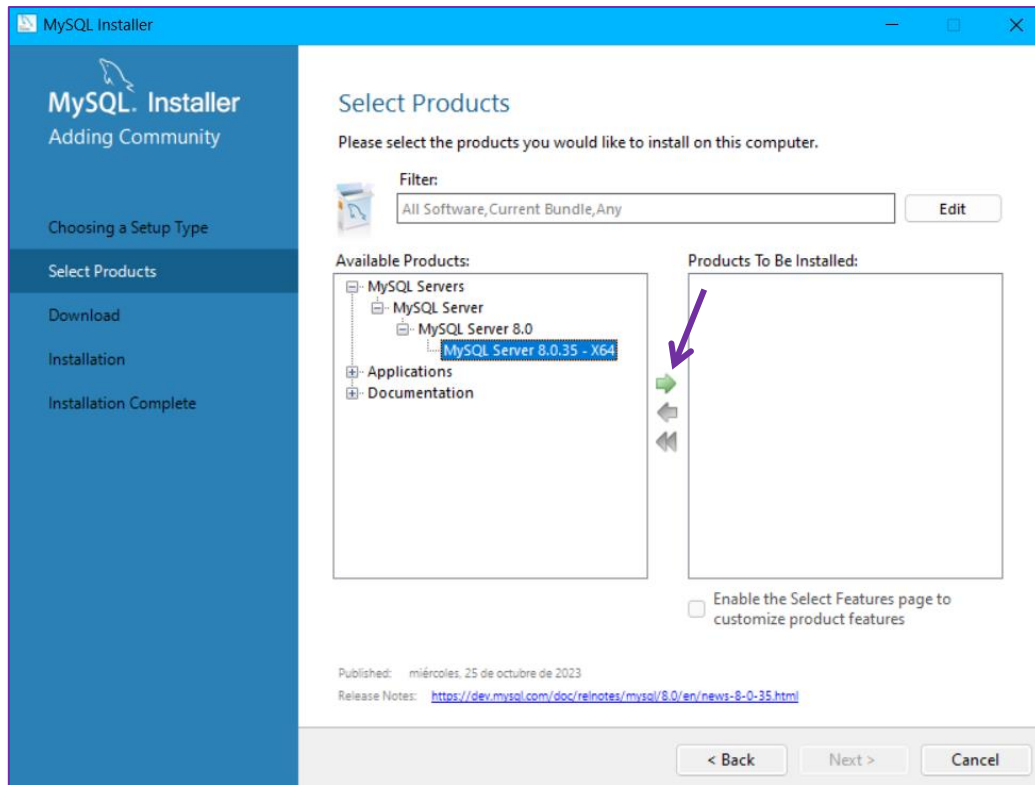 MySQL Installer
MySQL. Installer
Adding Community
Choosing a Setup Type
Select Products
Download
Installation
Installation Complete
Select Products
Please select the products you would like to install on this computer.
Filter:
All Software,Current Bundle,Any
Edit
Available Products:
MySQL Servers
MySQL Server
MySQL Server 8.0
MySQL Server 8.0.35 - X64
Applications
Documentation
Products To Be Installed:
Enable the Select Features page to
customize product features
Published: miércoles, 25 de octubre de 2023
Release Notes: https://dev.mysql.com/doc/relnotes/mysql/8.0/en/news-8-0-35.html
< Back
Next >
Cancel